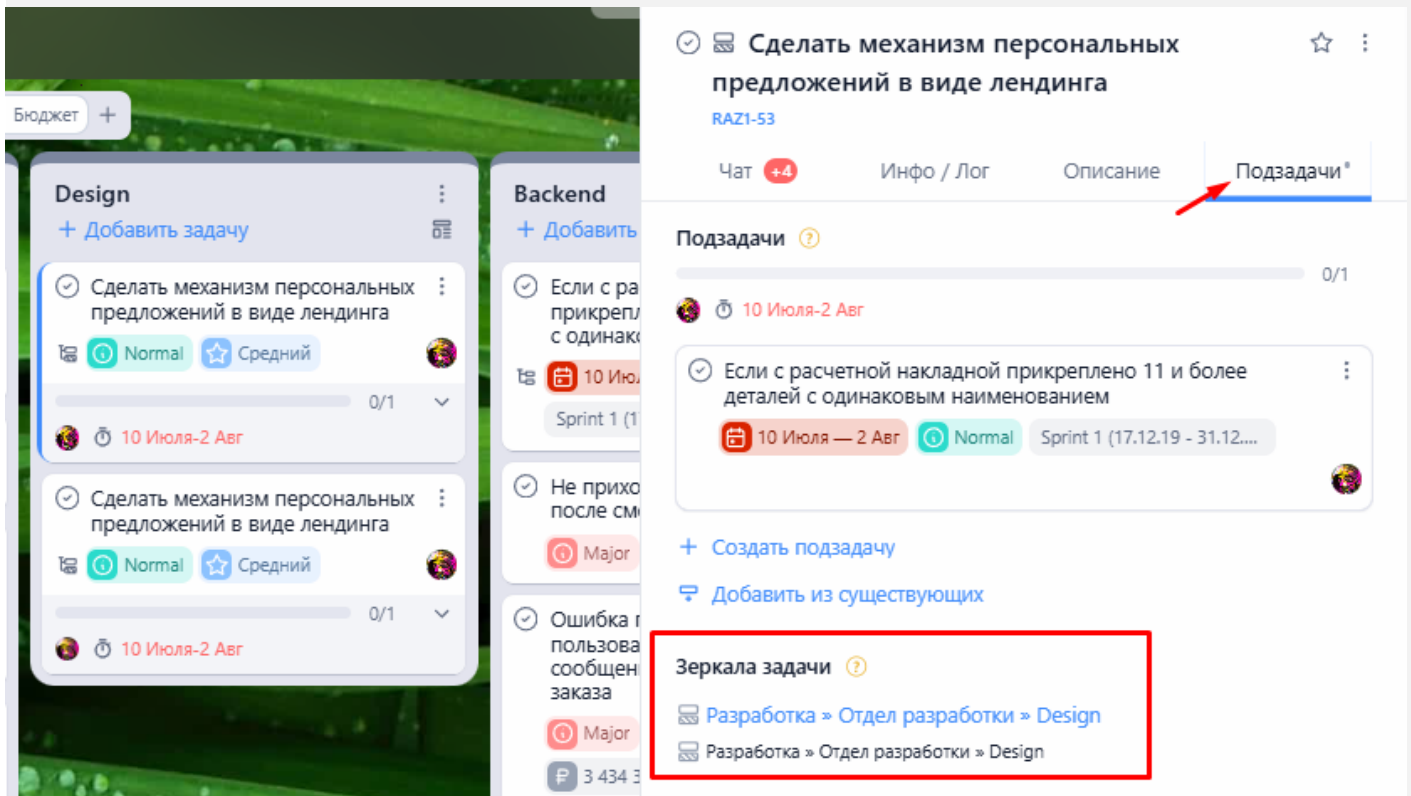 Бюджет +
Design
+ Добавить задачу
Сделать механизм персональных
предложений в виде лендинга
Normal Средний
0/1
10 Июля-2 Авг
Сделать механизм персональных
предложений в виде лендинга
Normal Средний
0/1
10 Июля-2 Авг
Backend
+ Добавить
Если с ра
прикрепл
с одинако
10 Июл
Sprint 1 (1
Не прихо
после см
Major
Ошибка п
пользова
сообщен
заказа
Major
₽ 3 434 3
Сделать механизм персональных
предложений в виде лендинга
RAZ1-53
Чат +4 Инфо / Лог Описание Подзадачи
Подзадачи ?
0/1
10 Июля-2 Авг
Если с расчетной накладной прикреплено 11 и более
деталей с одинаковым наименованием
10 Июля — 2 Авг Normal Sprint 1 (17.12.19 - 31.12....
+ Создать подзадачу
Добавить из существующих
Зеркала задачи ?
Разработка » Отдел разработки » Design
Разработка » Отдел разработки » Design